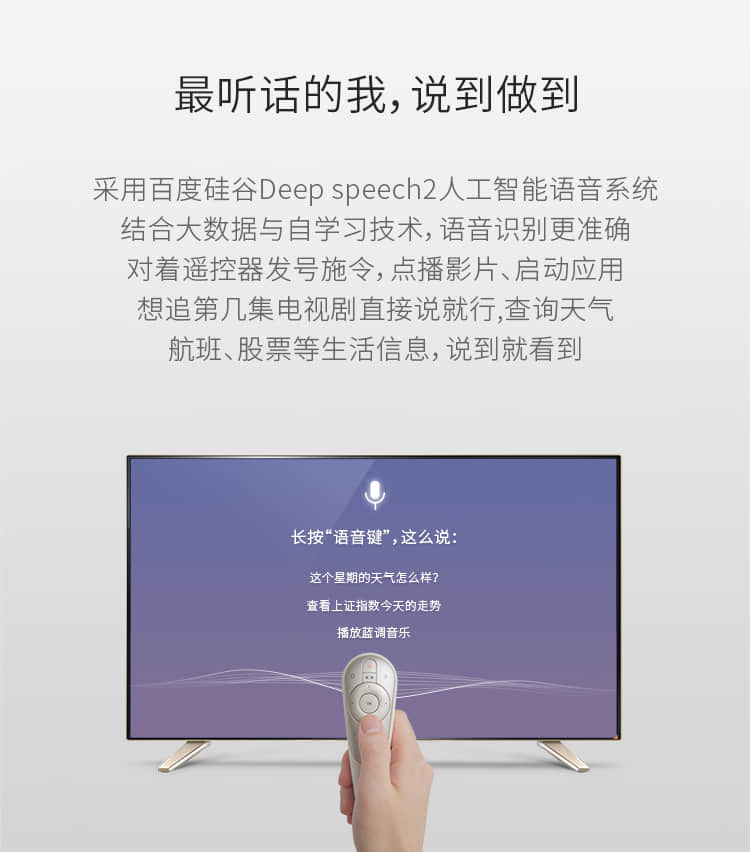 最听话的我，说到做到
采用百度硅谷Deep speech2人工智能语音系统
结合大数据与自学习技术，语音识别更准确
对着遥控器发号施令，点播影片、启动应用
想追第几集电视剧直接说就行,查询天气
航班、股票等生活信息，说到就看到
长按“语音键”，这么说：
这个星期的天气怎么样？
查看上证指数今天的走势
播放蓝调音乐